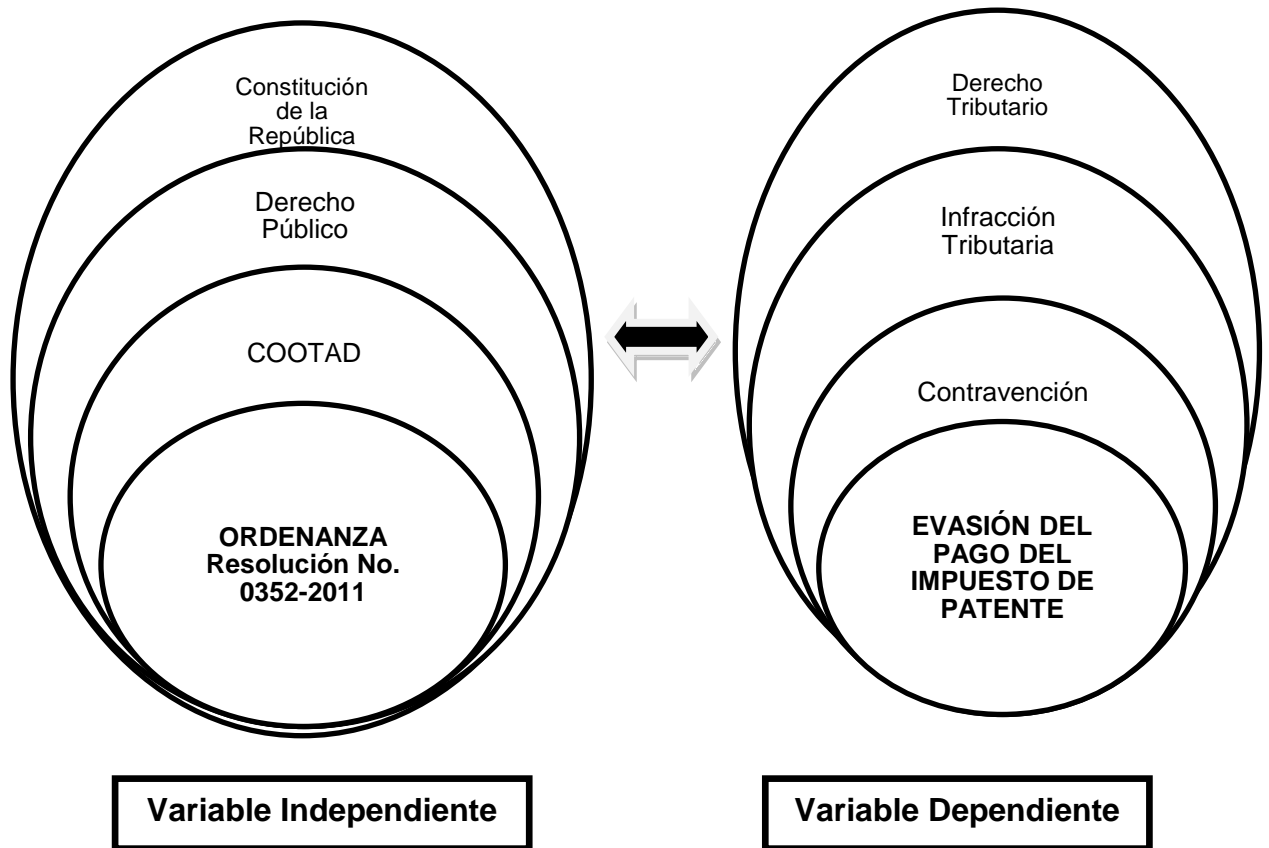 Constitución
de la
República
Derecho
Público
COOTAD
ORDENANZA
Resolución No.
0352-2011
Variable Independiente
Derecho
Tributario
Infracción
Tributaria
Contravención
EVASIÓN DEL
PAGO DEL
IMPUESTO DE
PATENTE
Variable Dependiente